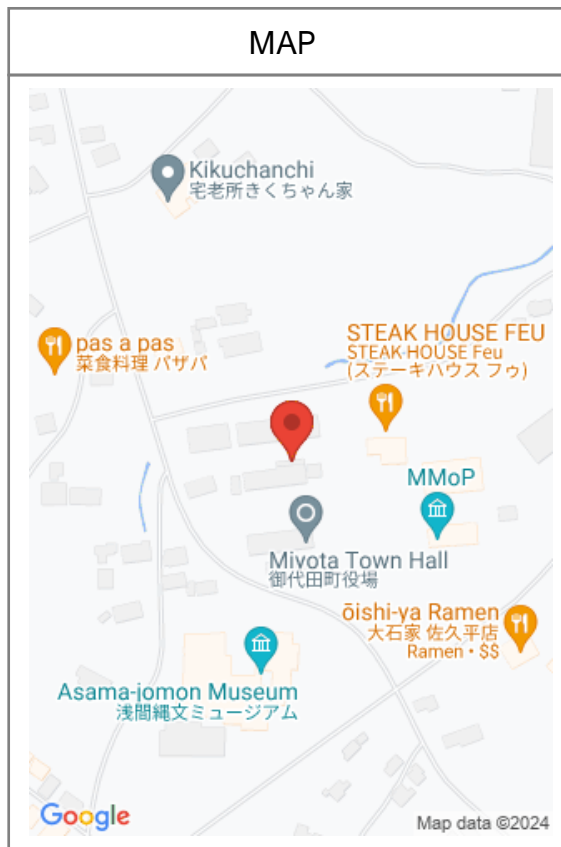 MAP
Kikuchanchi
宅老所きくちゃん家
pas a pas
菜食料理 パザパ
STEAK HOUSE FEU
STEAK HOUSE Feu
(ステーキハウス フゥ)
MMoP
Miyota Town Hall
御代田町役場
ōishi-ya Ramen
大石家 佐久平店
Ramen • $$
Asama-jomon Museum
浅間縄文ミュージアム
Google
Map data ©2024